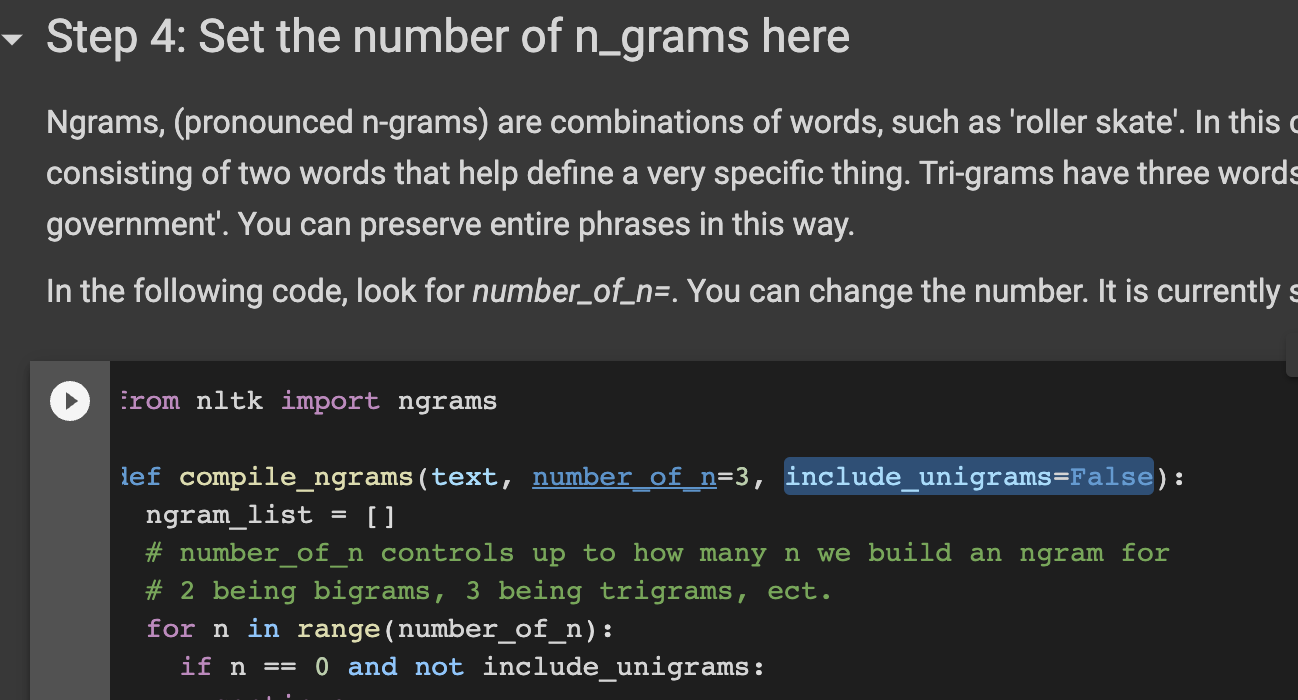 Step 4: Set the number of n_grams here
Ngrams, (pronounced n-grams) are combinations of words, such as 'roller skate'. In this
consisting of two words that help define a very specific thing. Tri-grams have three words
government'. You can preserve entire phrases in this way.
In the following code, look for number_of_n=. You can change the number. It is currently
from nltk import ngrams
def compile_ngrams(text, number_of_n=3, include_unigrams=False):
ngram_list = []
# number_of_n controls up to how many n we build an ngram for
# 2 being bigrams, 3 being trigrams, ect.
for n in range(number_of_n):
if n == 0 and not include_unigrams: